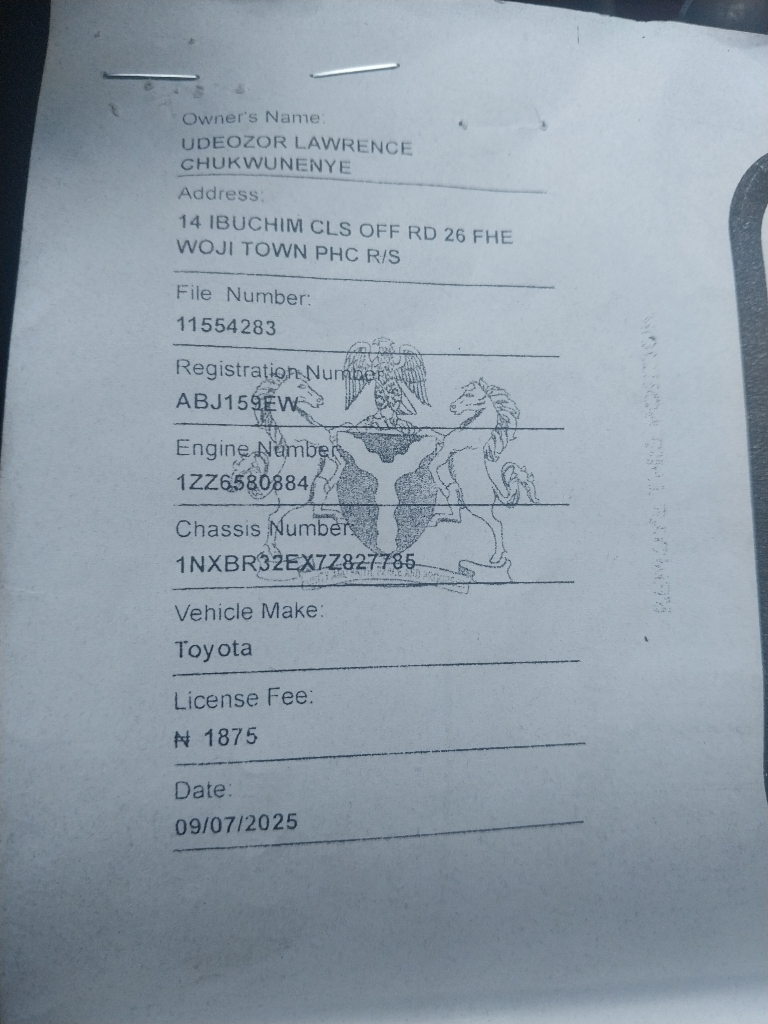 Owner's Name:
UDEOZOR LAWRENCE
CHUKWUNENYE
Address:
14 IBUCHIM CLS OFF RD 26 FHE
WOJI TOWN PHC R/S
File Number:
11554283
Registration Number:
ABJ159EW
Engine Number:
1ZZ6580884
Chassis Number:
1NXBR32EX7Z827785
Vehicle Make:
Toyota
License Fee:
₦ 1875
Date:
09/07/2025